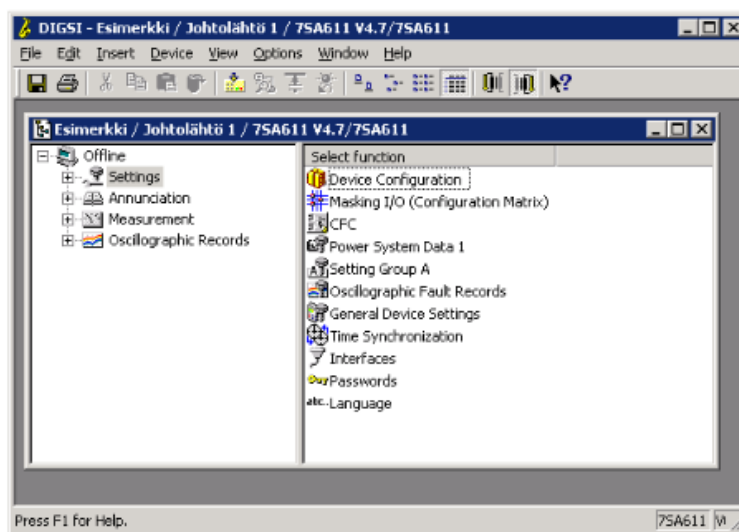 DIGSI - Esimerkki / Johtolähtö 1 / 7SA611 V4.7/7SA611
File Edit Insert Device View Options Window Help
Esimerkki / Johtolähtö 1 / 7SA611 V4.7/7SA611
Offline
Settings
Annunciation
Measurement
Oscillographic Records
Select function
Device Configuration
Masking I/O (Configuration Matrix)
CFC
Power System Data 1
Setting Group A
Oscillographic Fault Records
General Device Settings
Time Synchronization
Interfaces
Passwords
abc.. Language
Press F1 for Help.
7SA611